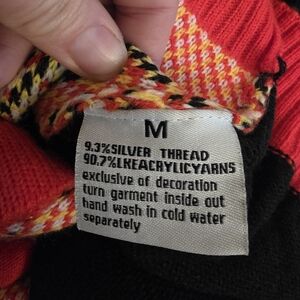 M
9.3%SILVER THREAD
90.7%LKEACRYLICYARNS
exclusive of decoration
turn garment inside out
hand wash in cold water
separately